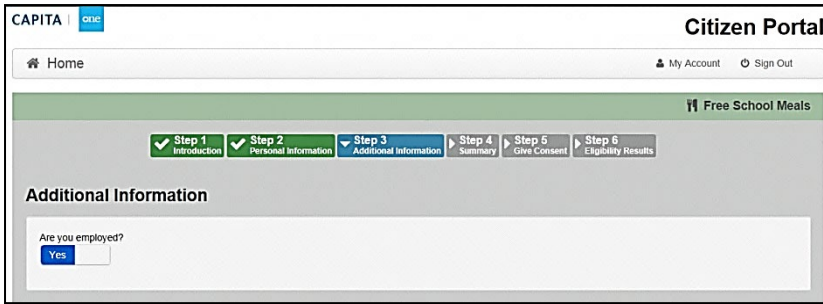 CAPITA one
Citizen Portal
Home
My Account Sign Out
Free School Meals
Step 1 Step 2 Step 3 Step 4 Step 5 Step 6
Introduction Personal Information Additional Information Summary Give Consent Eligibility Results
Additional Information
Are you employed?
Yes